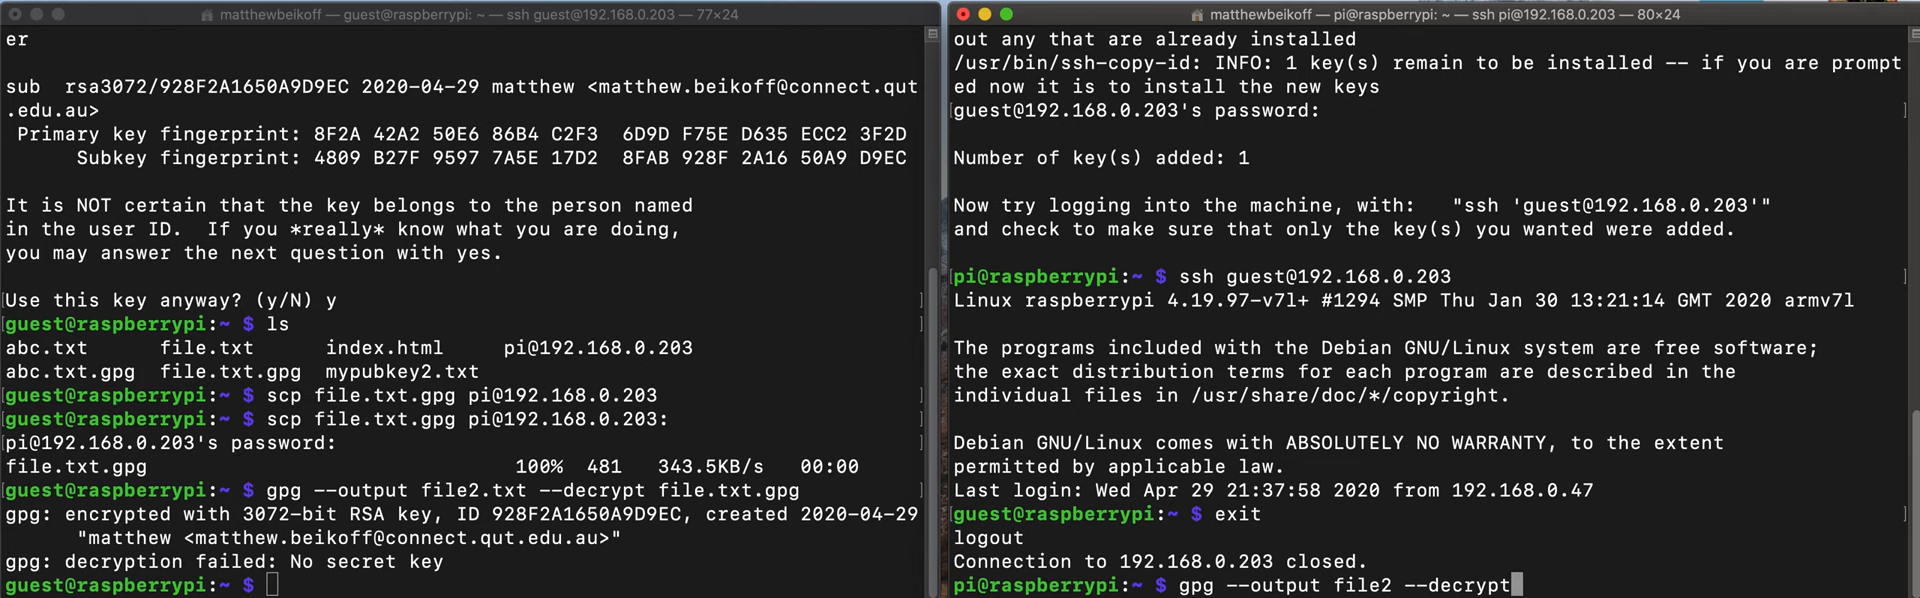 matthewbeikoff — guest@raspberrypi: ~ — ssh guest@192.168.0.203 — 77×24
er
sub  rsa3072/928F2A1650A9D9EC 2020-04-29 matthew <matthew.beikoff@connect.qut
.edu.au>
 Primary key fingerprint: 8F2A 42A2 50E6 86B4 C2F3  6D9D F75E D635 ECC2 3F2D
      Subkey fingerprint: 4809 B27F 9597 7A5E 17D2  8FAB 928F 2A16 50A9 D9EC
It is NOT certain that the key belongs to the person named
in the user ID.  If you *really* know what you are doing,
you may answer the next question with yes.
Use this key anyway? (y/N) y
guest@raspberrypi:~ $ ls
abc.txt      file.txt      index.html     pi@192.168.0.203
abc.txt.gpg  file.txt.gpg  mypubkey2.txt
guest@raspberrypi:~ $ scp file.txt.gpg pi@192.168.0.203
guest@raspberrypi:~ $ scp file.txt.gpg pi@192.168.0.203:
pi@192.168.0.203's password:
file.txt.gpg                               100%  481   343.5KB/s   00:00
guest@raspberrypi:~ $ gpg --output file2.txt --decrypt file.txt.gpg
gpg: encrypted with 3072-bit RSA key, ID 928F2A1650A9D9EC, created 2020-04-29
      "matthew <matthew.beikoff@connect.qut.edu.au>"
gpg: decryption failed: No secret key
guest@raspberrypi:~ $
matthewbeikoff — pi@raspberrypi: ~ — ssh pi@192.168.0.203 — 80×24
out any that are already installed
/usr/bin/ssh-copy-id: INFO: 1 key(s) remain to be installed -- if you are prompt
ed now it is to install the new keys
guest@192.168.0.203's password:
Number of key(s) added: 1
Now try logging into the machine, with:   "ssh 'guest@192.168.0.203'"
and check to make sure that only the key(s) you wanted were added.
pi@raspberrypi:~ $ ssh guest@192.168.0.203
Linux raspberrypi 4.19.97-v7l+ #1294 SMP Thu Jan 30 13:21:14 GMT 2020 armv7l
The programs included with the Debian GNU/Linux system are free software;
the exact distribution terms for each program are described in the
individual files in /usr/share/doc/*/copyright.
Debian GNU/Linux comes with ABSOLUTELY NO WARRANTY, to the extent
permitted by applicable law.
Last login: Wed Apr 29 21:37:58 2020 from 192.168.0.47
guest@raspberrypi:~ $ exit
logout
Connection to 192.168.0.203 closed.
pi@raspberrypi:~ $ gpg --output file2 --decrypt